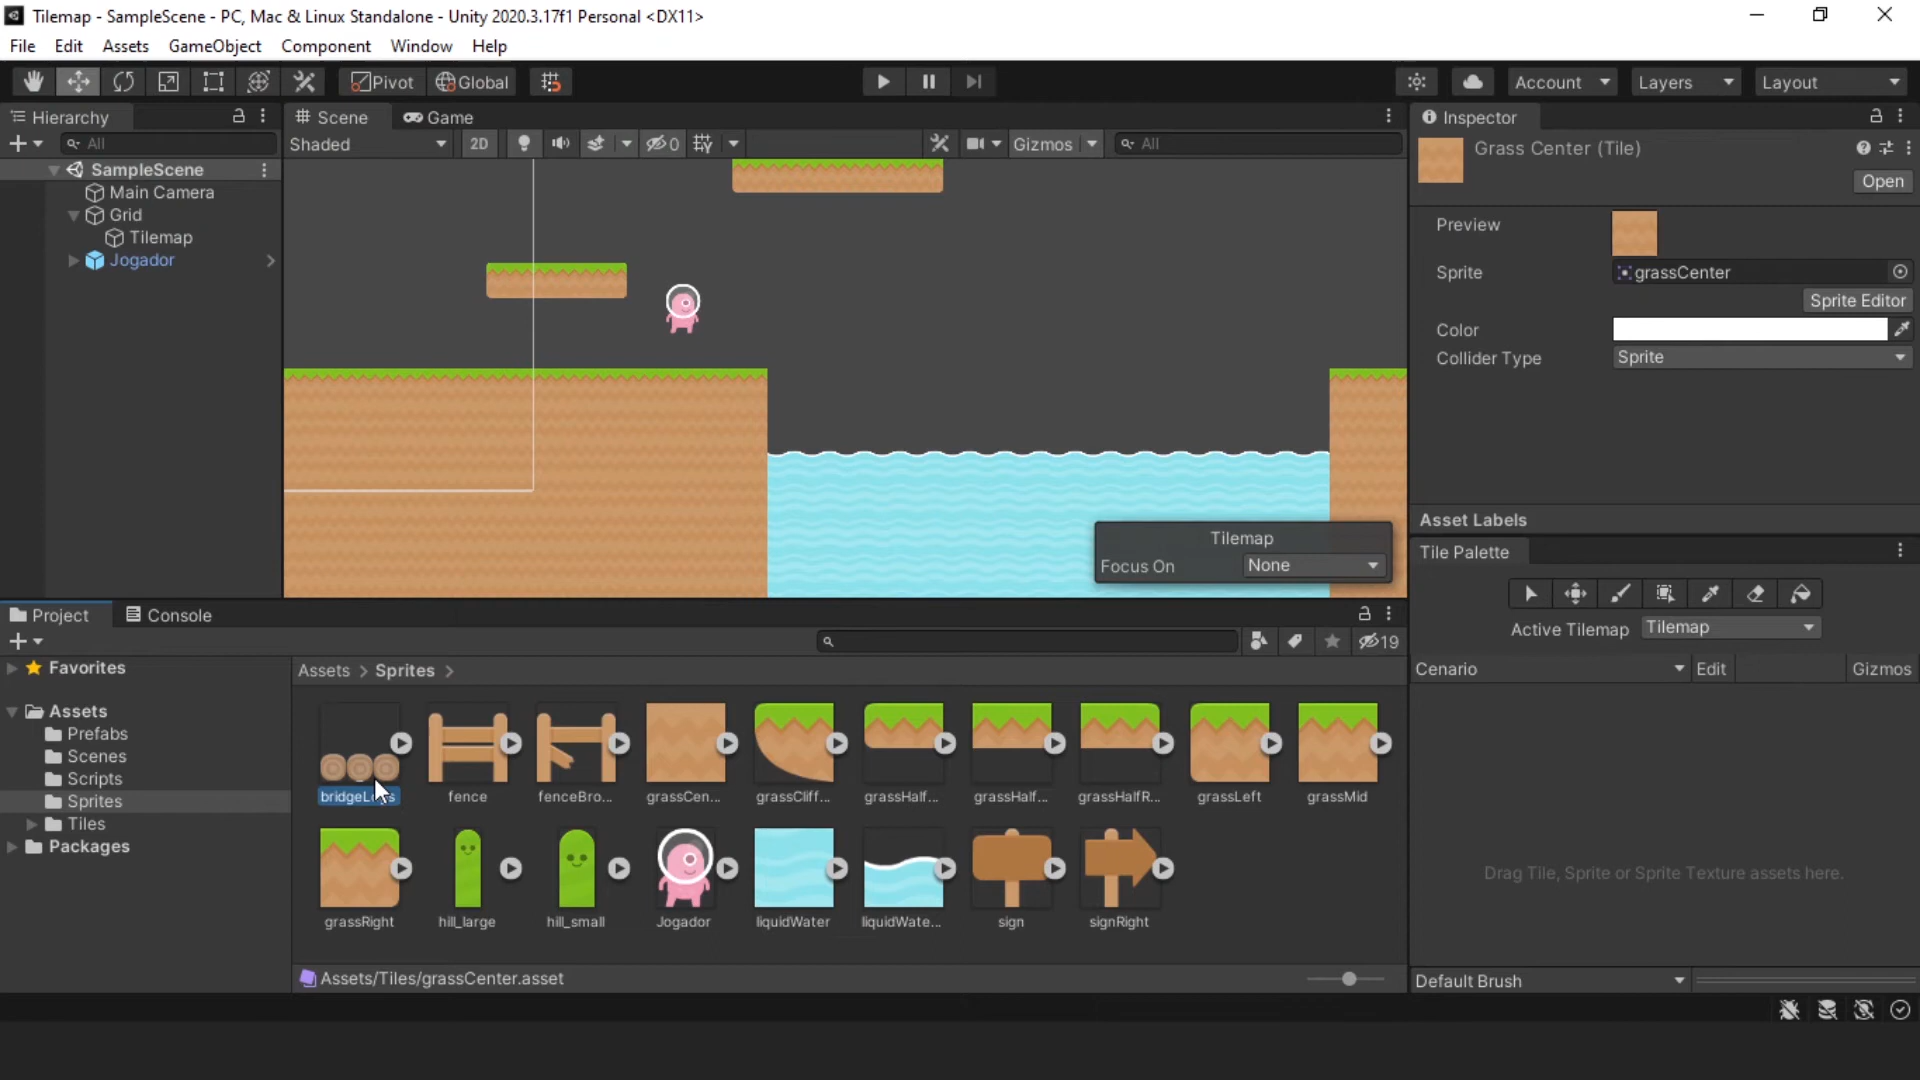 Tilemap - SampleScene - PC, Mac & Linux Standalone - Unity 2020.3.17f1 Personal <DX11>
File Edit Assets GameObject Component Window Help
Pivot Global Account Layers Layout
Hierarchy
All
SampleScene
Main Camera
Grid
Tilemap
Jogador
Scene Game
Shaded 2D 0 Gizmos All
Tilemap
Focus On None
Inspector
Grass Center (Tile)
Open
Preview
Sprite grassCenter
Sprite Editor
Color
Collider Type Sprite
Asset Labels
Tile Palette
Active Tilemap Tilemap
Cenario Edit Gizmos
Drag Tile, Sprite or Sprite Texture assets here.
Default Brush
Project Console
19
Favorites
Assets
Prefabs
Scenes
Scripts
Sprites
Tiles
Packages
Assets > Sprites >
fence fenceBro... grassCen... grassCliff... grassHalf... grassHalf... grassHalfR... grassLeft grassMid
grassRight hill_large hill_small Jogador liquidWater liquidWate... sign signRight
Assets/Tiles/grassCenter.asset